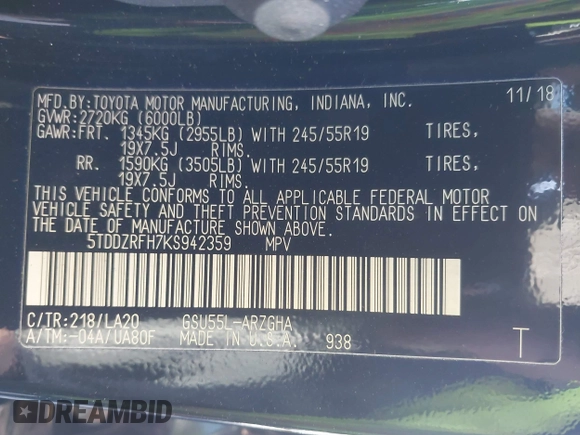 MFD.BY:TOYOTA MOTOR MANUFACTURING, INDIANA, INC. 11/18
GVWR:2720KG (6000LB)
GAWR:FRT. 1345KG (2955LB) WITH 245/55R19 TIRES,
19X7.5J RIMS.
RR. 1590KG (3505LB) WITH 245/55R19 TIRES,
19X7.5J RIMS.
THIS VEHICLE CONFORMS TO ALL APPLICABLE FEDERAL MOTOR
VEHICLE SAFETY AND THEFT PREVENTION STANDARDS IN EFFECT ON
THE DATE OF MANUFACTURE SHOWN ABOVE.
5TDDZRFH7KS942359 MPV
C/TR:218/LA20 GSU55L-ARZGHA
A/TM:-04A/UA80F MADE IN U.S.A. 938 T
DREAMBID